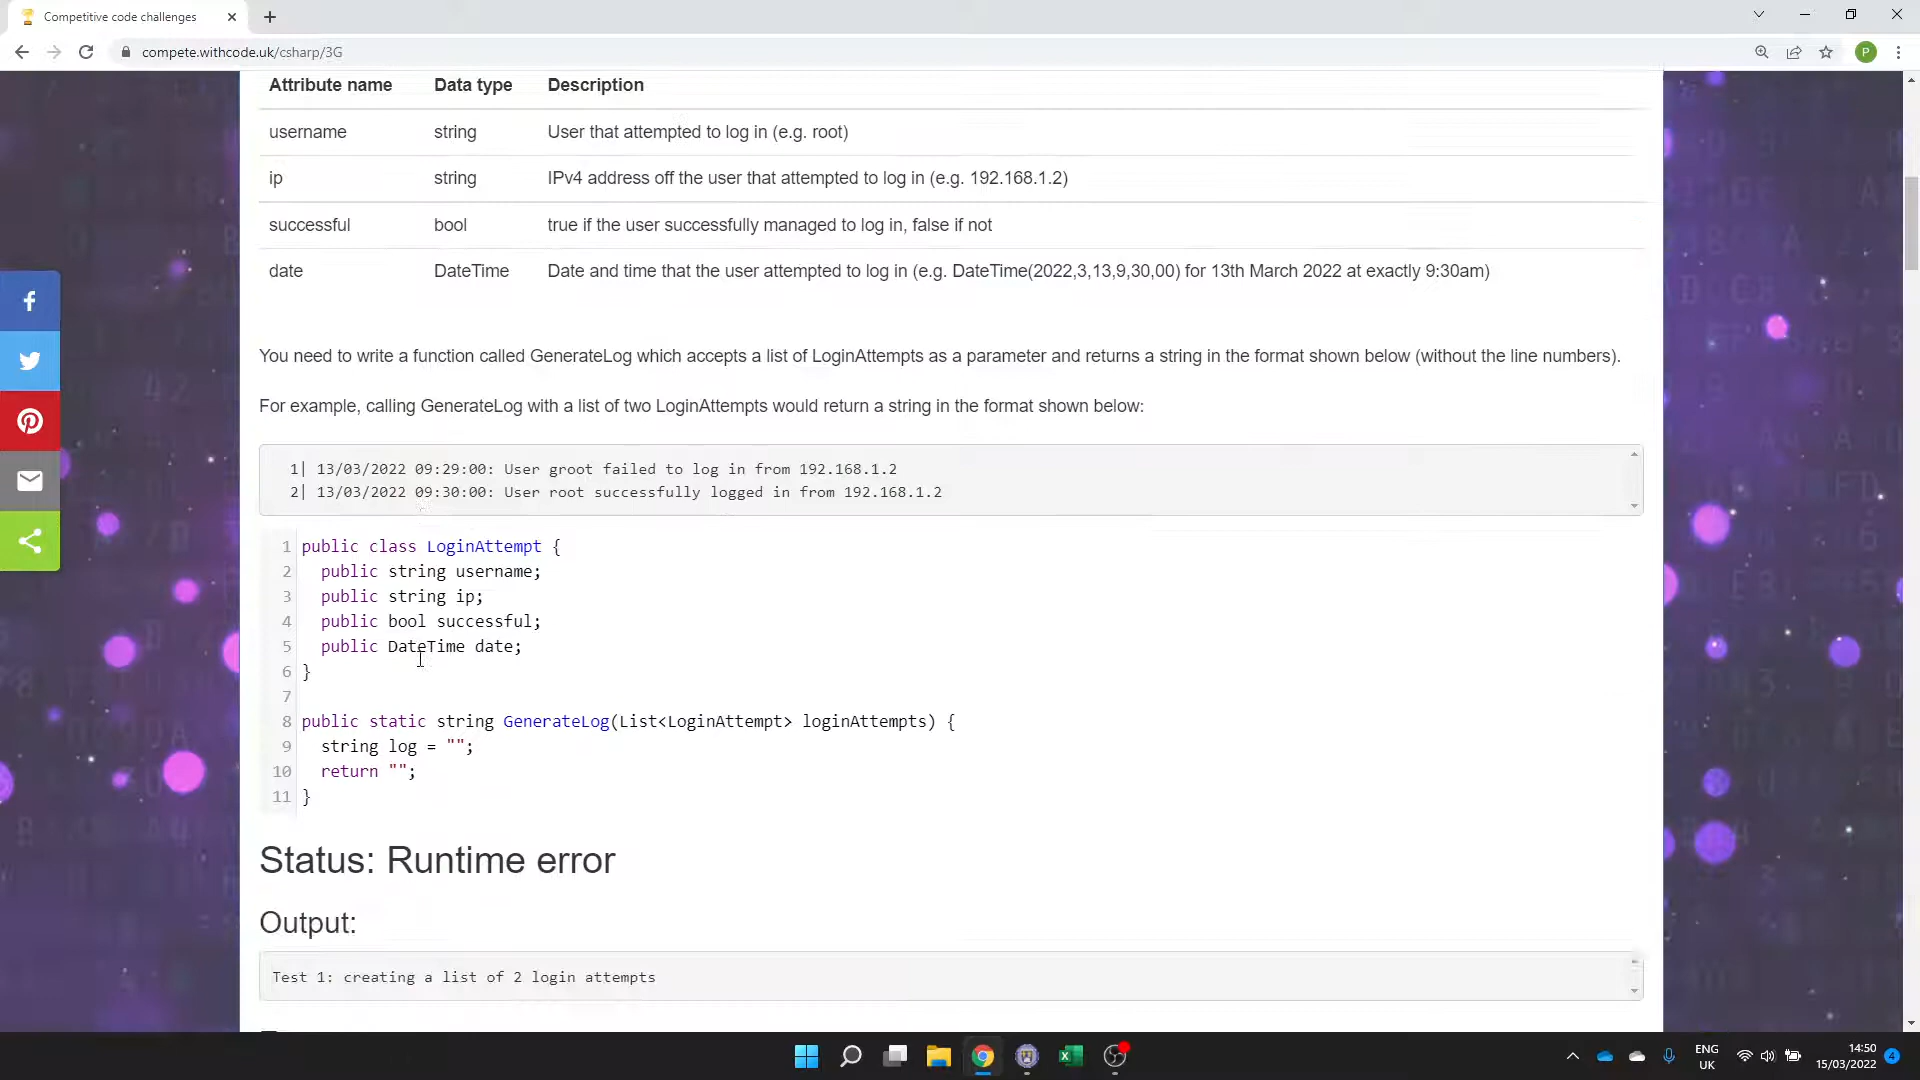 Competitive code challenges
compete.withcode.uk/csharp/3G
P
Attribute name Data type Description
username string User that attempted to log in (e.g. root)
ip string IPv4 address off the user that attempted to log in (e.g. 192.168.1.2)
successful bool true if the user successfully managed to log in, false if not
date DateTime Date and time that the user attempted to log in (e.g. DateTime(2022,3,13,9,30,00) for 13th March 2022 at exactly 9:30am)
You need to write a function called GenerateLog which accepts a list of LoginAttempts as a parameter and returns a string in the format shown below (without the line numbers).
For example, calling GenerateLog with a list of two LoginAttempts would return a string in the format shown below:
1| 13/03/2022 09:29:00: User groot failed to log in from 192.168.1.2
2| 13/03/2022 09:30:00: User root successfully logged in from 192.168.1.2
1 public class LoginAttempt {
2 public string username;
3 public string ip;
4 public bool successful;
5 public DateTime date;
6 }
7
8 public static string GenerateLog(List<LoginAttempt> loginAttempts) {
9 string log = "";
10 return "";
11 }
Status: Runtime error
Output:
Test 1: creating a list of 2 login attempts
ENG
UK
14:50
15/03/2022
4